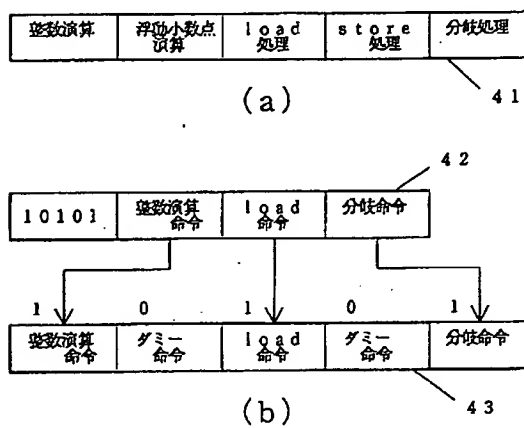 整数演算 浮動小数点演算 load処理 store処理 分岐処理
41
(a)
42
10101 整数演算命令 load命令 分岐命令
1 0 1 0 1
整数演算命令 ダミー命令 load命令 ダミー命令 分岐命令
43
(b)